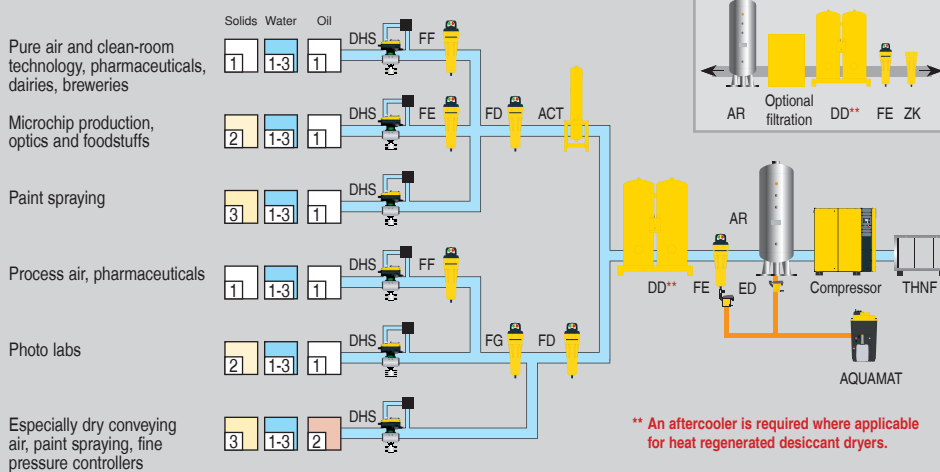 Solids Water Oil
Pure air and clean-room
technology, pharmaceuticals,
dairies, breweries
1 1-3 1
DHS FF
Microchip production,
optics and foodstuffs
2 1-3 1
DHS FE FD ACT
Paint spraying
3 1-3 1
DHS
Process air, pharmaceuticals
1 1-3 1
DHS FF
Photo labs
2 1-3 1
DHS FG FD
Especially dry conveying
air, paint spraying, fine
pressure controllers
3 1-3 2
DHS
AR Optional
filtration DD** FE ZK
AR
DD** FE ED Compressor THNF
AQUAMAT
** An aftercooler is required where applicable
for heat regenerated desiccant dryers.